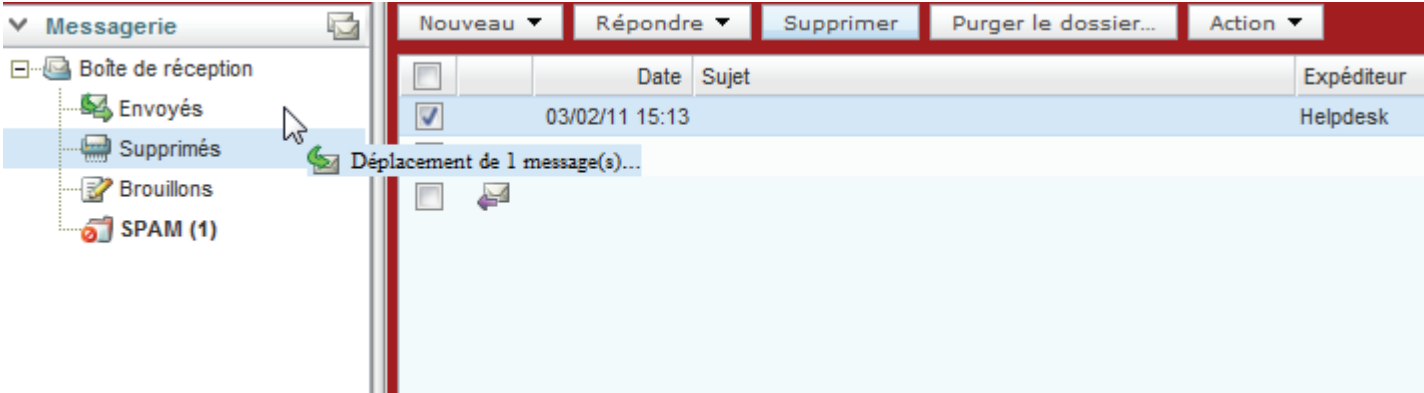 Messagerie
Boîte de réception
Envoyés
Supprimés
Brouillons
SPAM (1)
Nouveau Répondre Supprimer Purger le dossier... Action
Date Sujet Expéditeur
03/02/11 15:13 Helpdesk
Déplacement de 1 message(s)...